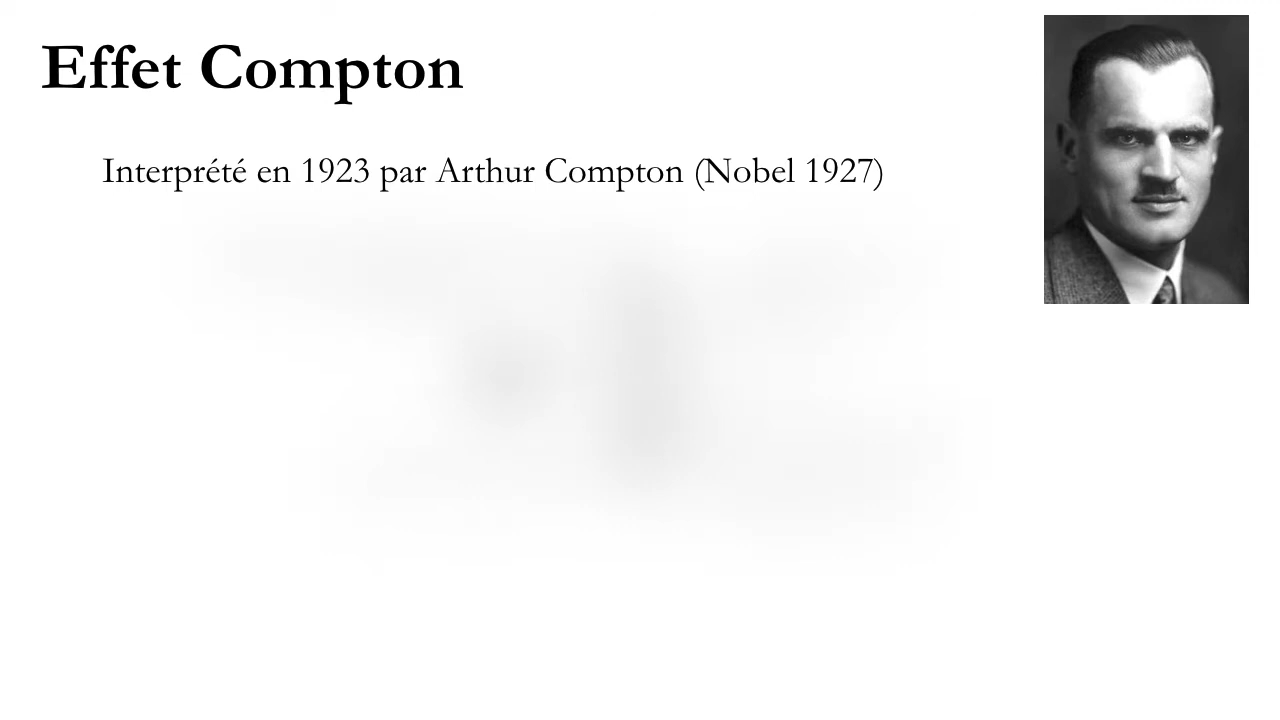 Effet Compton
Interprété en 1923 par Arthur Compton (Nobel 1927)